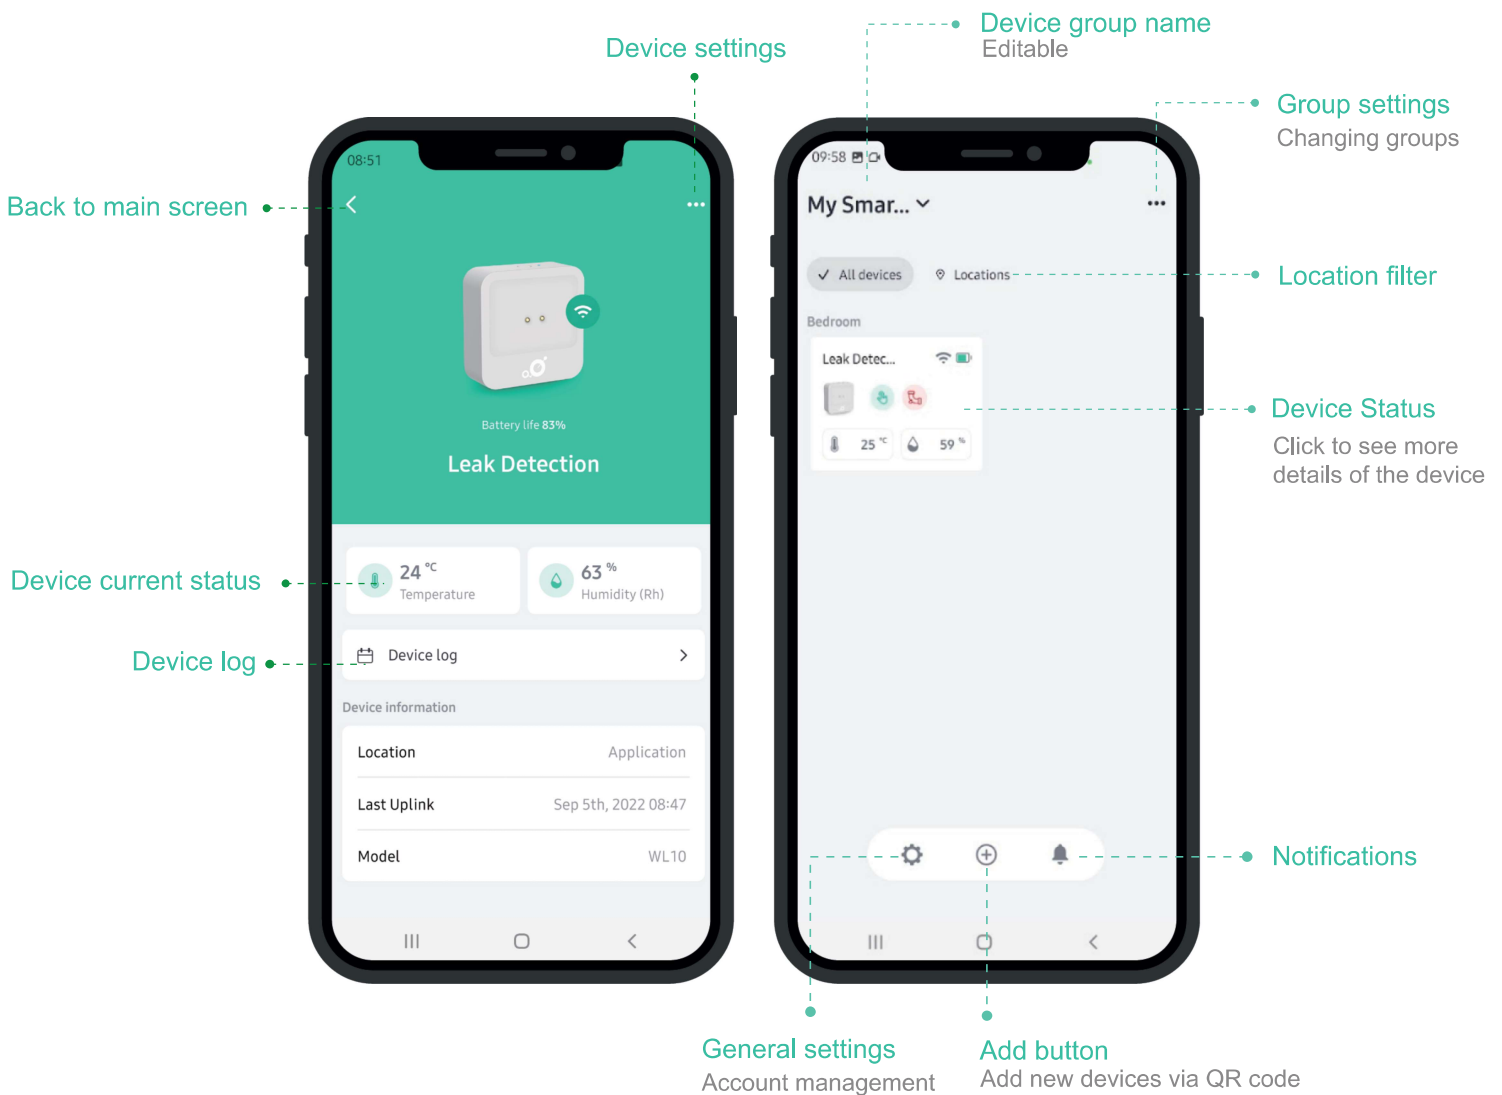 Device group name
Editable
Device settings
Group settings
Changing groups
08:51
Back to main screen
Battery life 83%
Leak Detection
Device current status
24 °C
Temperature
63 %
Humidity (Rh)
Device log
Device log
Device information
Location Application
Last Uplink Sep 5th, 2022 08:47
Model WL10
09:58
My Smar...
All devices
Locations
Location filter
Bedroom
Leak Detec...
25 °C
59 %
Device Status
Click to see more
details of the device
Notifications
General settings
Account management
Add button
Add new devices via QR code